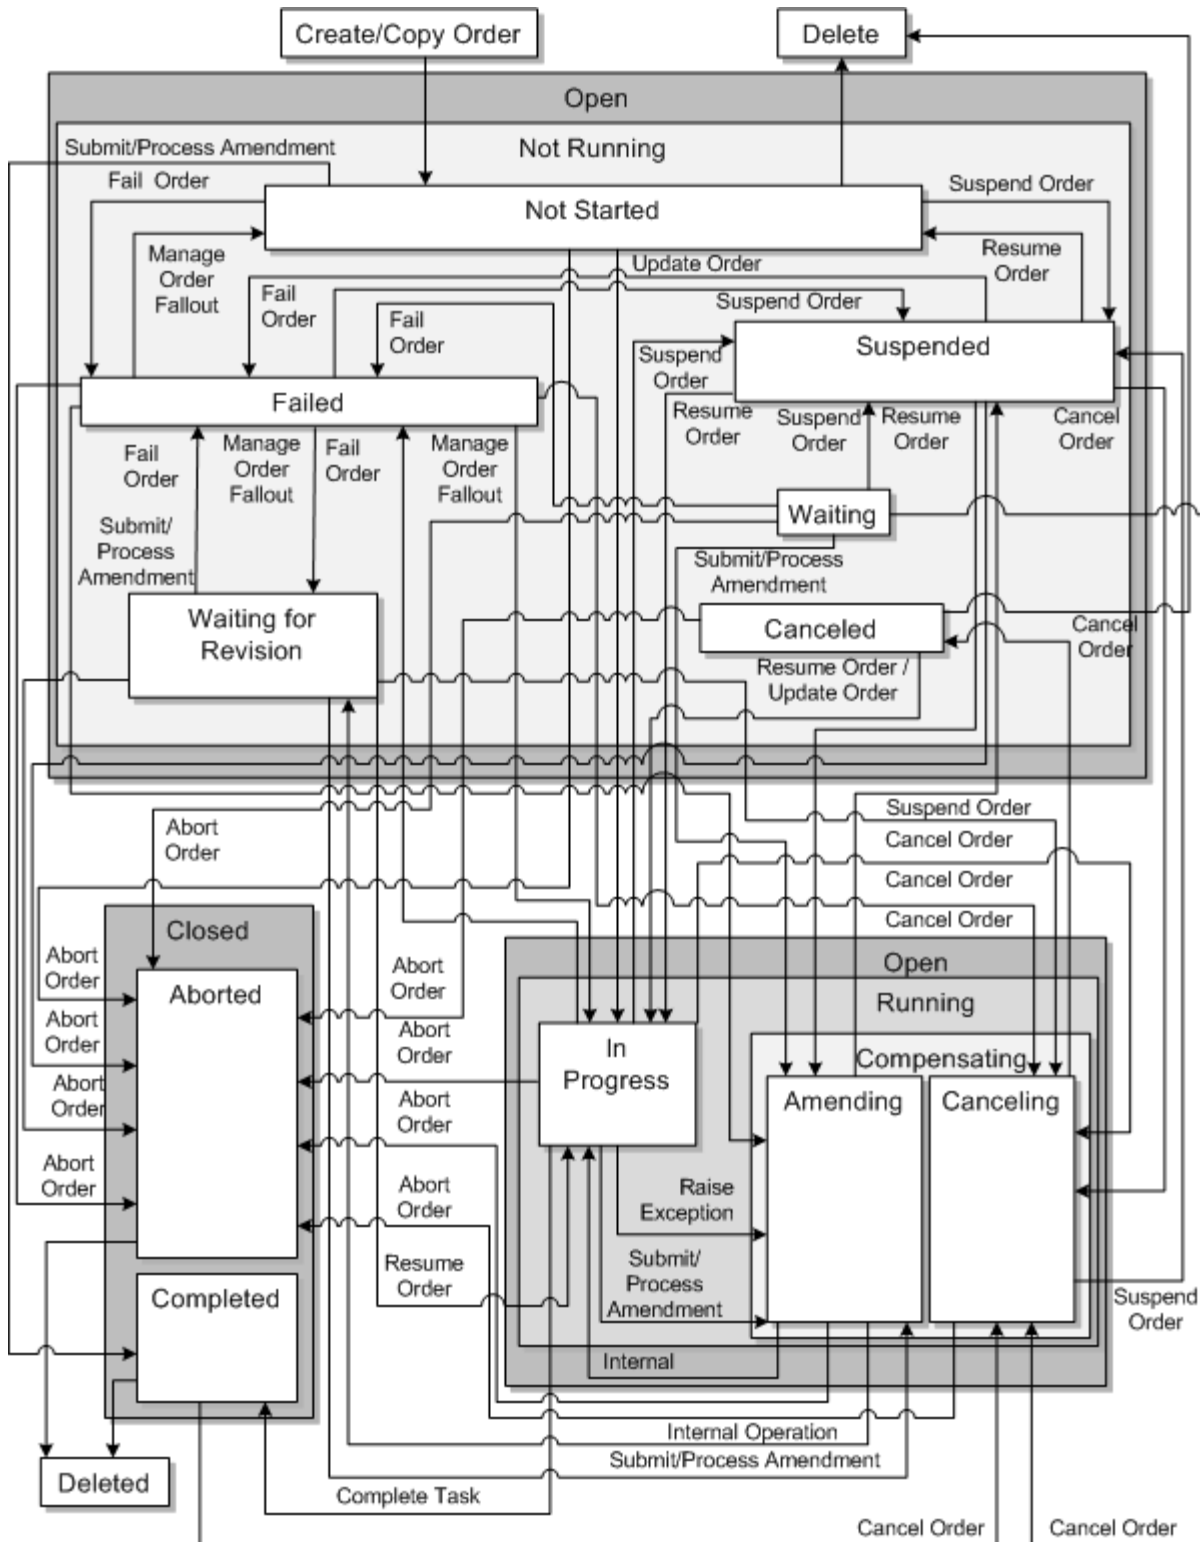 Create/Copy Order
Delete
Open
Submit/Process Amendment
Not Running
Fail Order
Suspend Order
Not Started
Manage
Order
Fallout
Update Order
Resume
Order
Fail
Order
Suspend Order
Fail
Order
Suspended
Suspend
Order
Failed
Resume
Order
Suspend
Order
Resume
Order
Cancel
Order
Fail
Order
Manage
Order
Fallout
Fail
Order
Manage
Order
Fallout
Waiting
Submit/
Process
Amendment
Submit/Process
Amendment
Waiting for
Revision
Canceled
Cancel
Order
Resume Order /
Update Order
Suspend Order
Abort
Order
Cancel Order
Cancel Order
Cancel Order
Closed
Abort
Order
Aborted
Abort
Order
Open
Running
Abort
Order
Abort
Order
In
Progress
Compensating
Abort
Order
Abort
Order
Amending
Canceling
Abort
Order
Abort
Order
Raise
Exception
Resume
Order
Submit/
Process
Amendment
Completed
Suspend
Order
Internal
Internal Operation
Submit/Process Amendment
Deleted
Complete Task
Cancel Order
Cancel Order